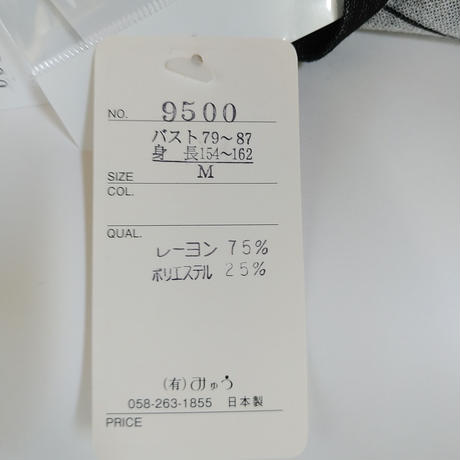 NO. 9500
バスト79～87
身 長154～162
SIZE M
COL.
QUAL.
レーヨン 75%
ポリエステル 25%
(有)みゅう
058-263-1855 日本製
PRICE